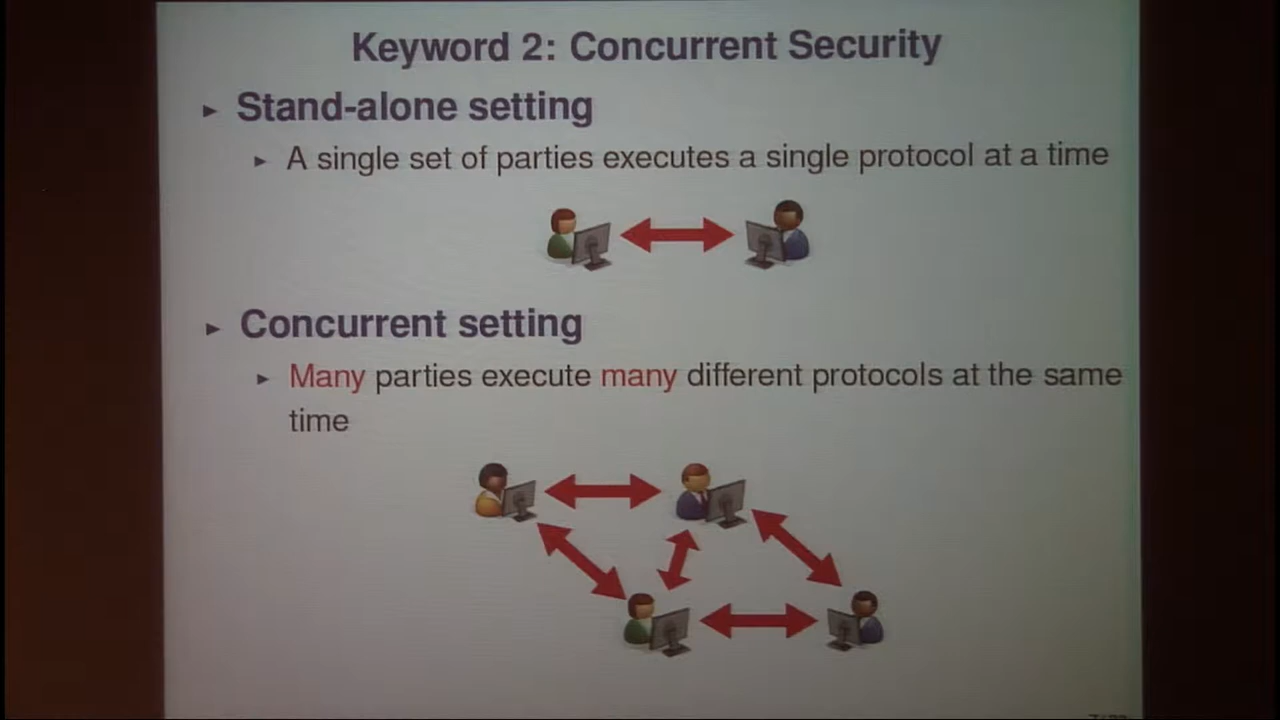 Keyword 2: Concurrent Security
Stand-alone setting
A single set of parties executes a single protocol at a time
Concurrent setting
Many parties execute many different protocols at the same
time